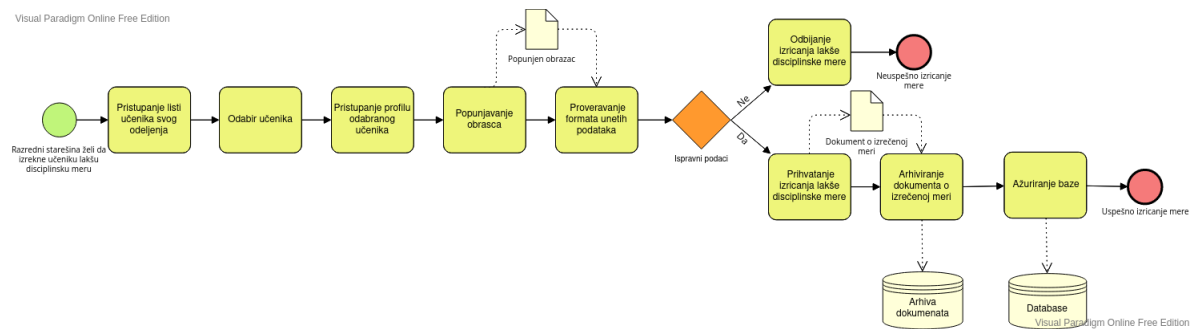 Visual Paradigm Online Free Edition
Razredni starešina želi da
izrekne učeniku lakšu
disciplinsku meru
Pristupanje listi
učenika svog
odeljenja
Odabir učenika
Pristupanje profilu
odabranog
učenika
Popunjavanje
obrasca
Popunjen obrazac
Proveravanje
formata unetih
podataka
Ispravni podaci
Ne
Odbijanje
izricanja lakše
disciplinske mere
Neuspešno izricanje
mere
Da
Prihvatanje
izricanja lakše
disciplinske mere
Dokument o izrečenoj
meri
Arhiviranje
dokumenta o
izrečenoj meri
Arhiva
dokumenata
Ažuriranje baze
Database
Uspešno izricanje mere
Visual Paradigm Online Free Edition